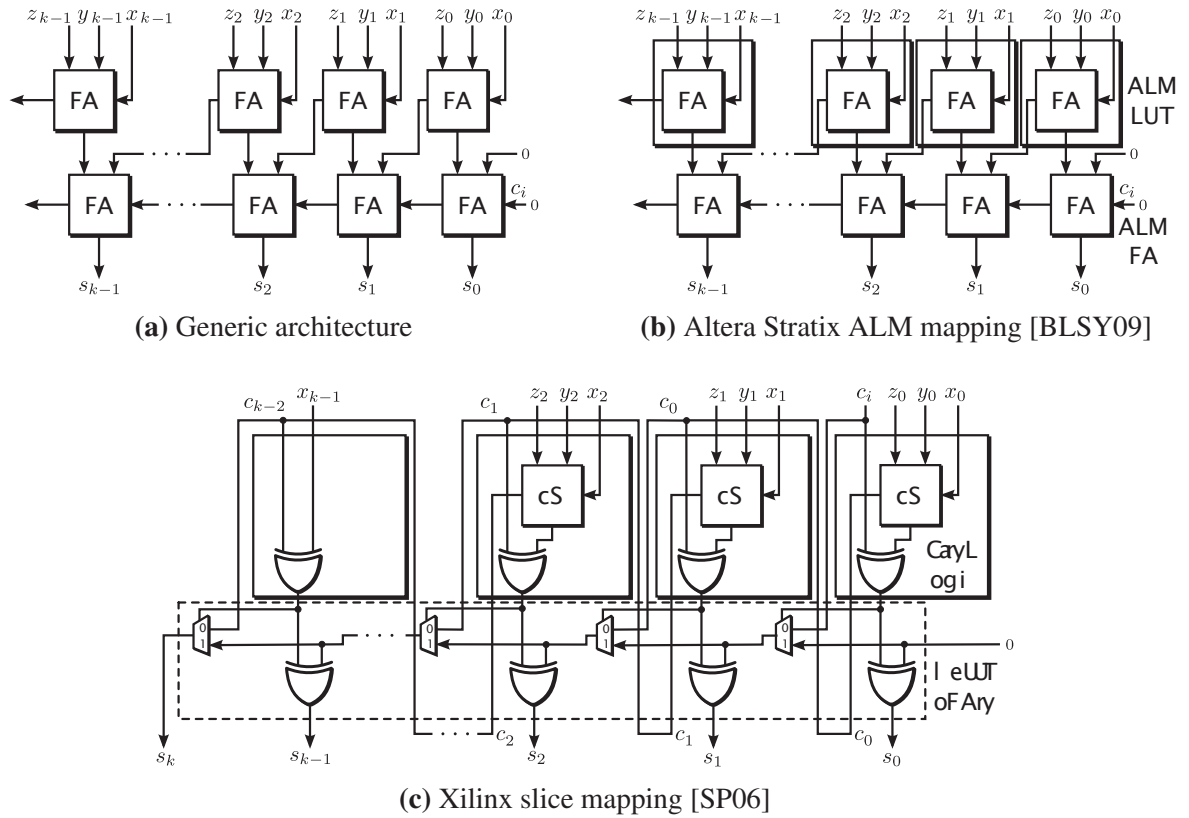 z_{k−1} y_{k−1} x_{k−1} z_2 y_2 x_2 z_1 y_1 x_1 z_0 y_0 x_0
FA FA FA FA
0
c_i
FA FA FA FA 0
s_{k−1} s_2 s_1 s_0
(a) Generic architecture
z_{k−1} y_{k−1} x_{k−1} z_2 y_2 x_2 z_1 y_1 x_1 z_0 y_0 x_0
FA FA FA FA
ALM
LUT
0
c_i
FA FA FA FA 0
ALM
FA
s_{k−1} s_2 s_1 s_0
(b) Altera Stratix ALM mapping [BLSY09]
c_{k−2} x_{k−1} c_1 z_2 y_2 x_2 c_0 z_1 y_1 x_1 c_i z_0 y_0 x_0
cS cS cS
CaryL
ogi
0 0 0 0
1 1 1 1
0
I eUUT
oFAry
s_k s_{k−1} c_2 s_2 c_1 s_1 c_0 s_0
(c) Xilinx slice mapping [SP06]